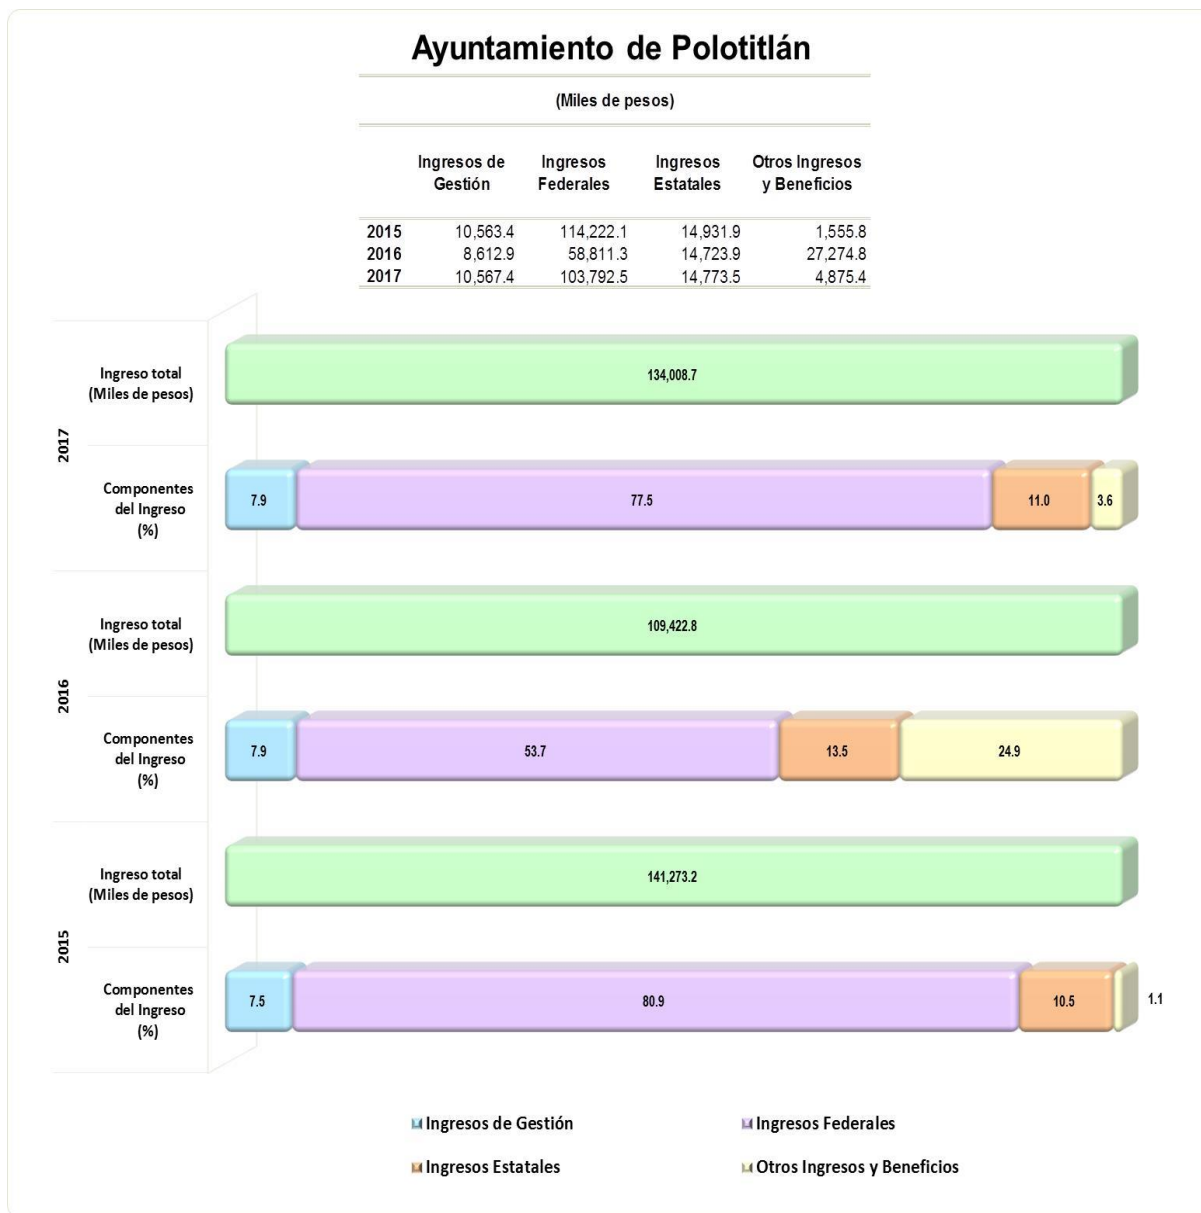 Ayuntamiento de Polotitlán
(Miles de pesos)
Ingresos de Gestión Ingresos Federales Ingresos Estatales Otros Ingresos y Beneficios
2015 10,563.4 114,222.1 14,931.9 1,555.8
2016 8,612.9 58,811.3 14,723.9 27,274.8
2017 10,567.4 103,792.5 14,773.5 4,875.4
2017
Ingreso total
(Miles de pesos)
134,008.7
Componentes
del Ingreso
(%)
7.9 77.5 11.0 3.6
2016
Ingreso total
(Miles de pesos)
109,422.8
Componentes
del Ingreso
(%)
7.9 53.7 13.5 24.9
2015
Ingreso total
(Miles de pesos)
141,273.2
Componentes
del Ingreso
(%)
7.5 80.9 10.5 1.1
Ingresos de Gestión Ingresos Federales
Ingresos Estatales Otros Ingresos y Beneficios